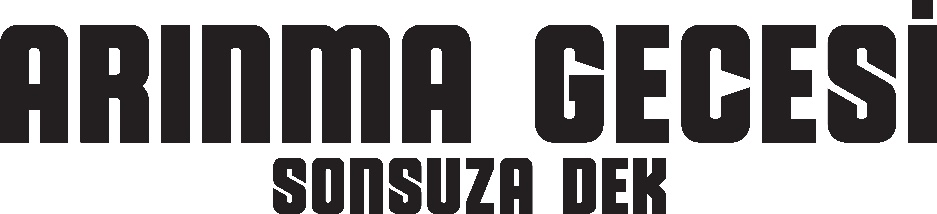 ARINMA GECESİ
SONSUZA DEK